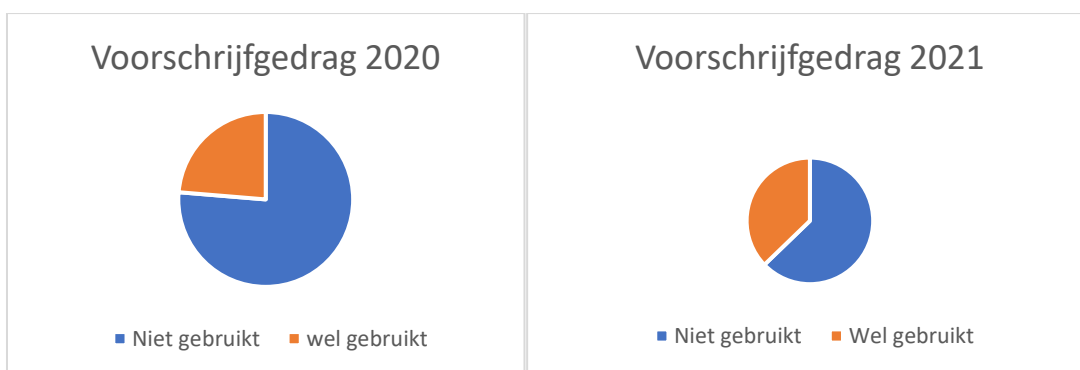 Voorschrijfgedrag 2020
Niet gebruikt wel gebruikt
Voorschrijfgedrag 2021
Niet gebruikt Wel gebruikt